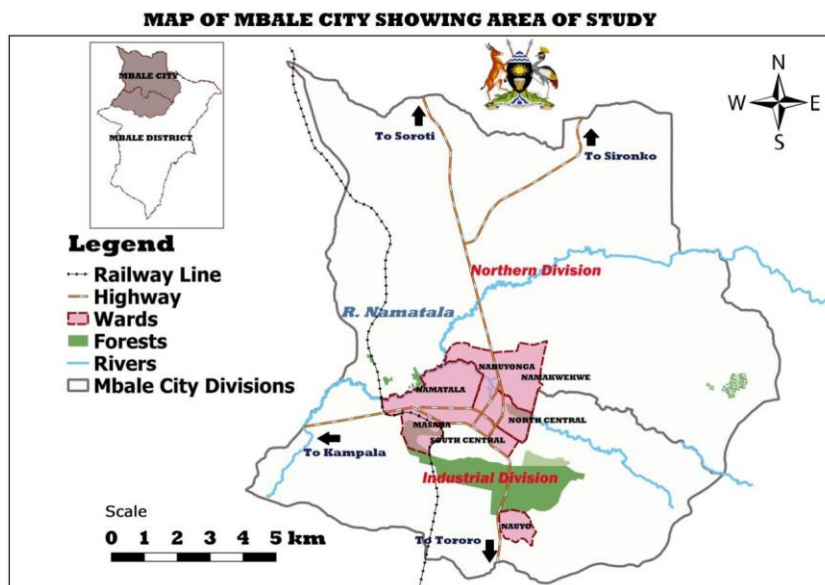 MAP OF MBALE CITY SHOWING AREA OF STUDY
MBALE CITY
MBALE DISTRICT
N
W E
S
To Soroti
To Sironko
Legend
Railway Line
Highway
Wards
Forests
Rivers
Mbale City Divisions
Northern Division
R. Namatala
NABUYONGA
NAMAKWEKWE
NAMATALA
MASABA
NORTH CENTRAL
SOUTH CENTRAL
To Kampala
Industrial Division
NAUYO
To Tororo
Scale
0 1 2 3 4 5 km